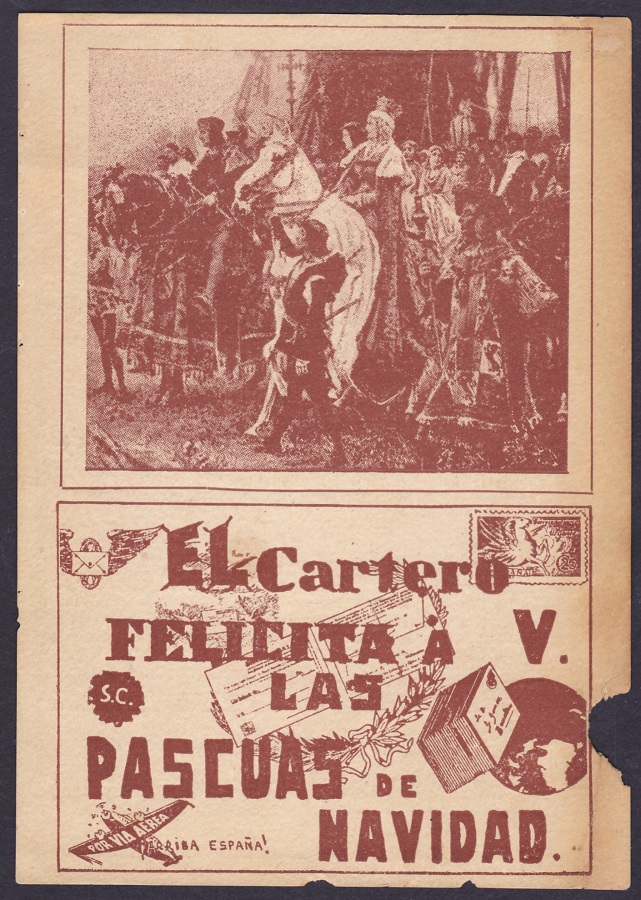 EL Cartero
FELICITA Á V.
S.C.
LAS
PASCUAS DE
NAVIDAD.
POR VIA AEREA
¡ARRIBA ESPAÑA!